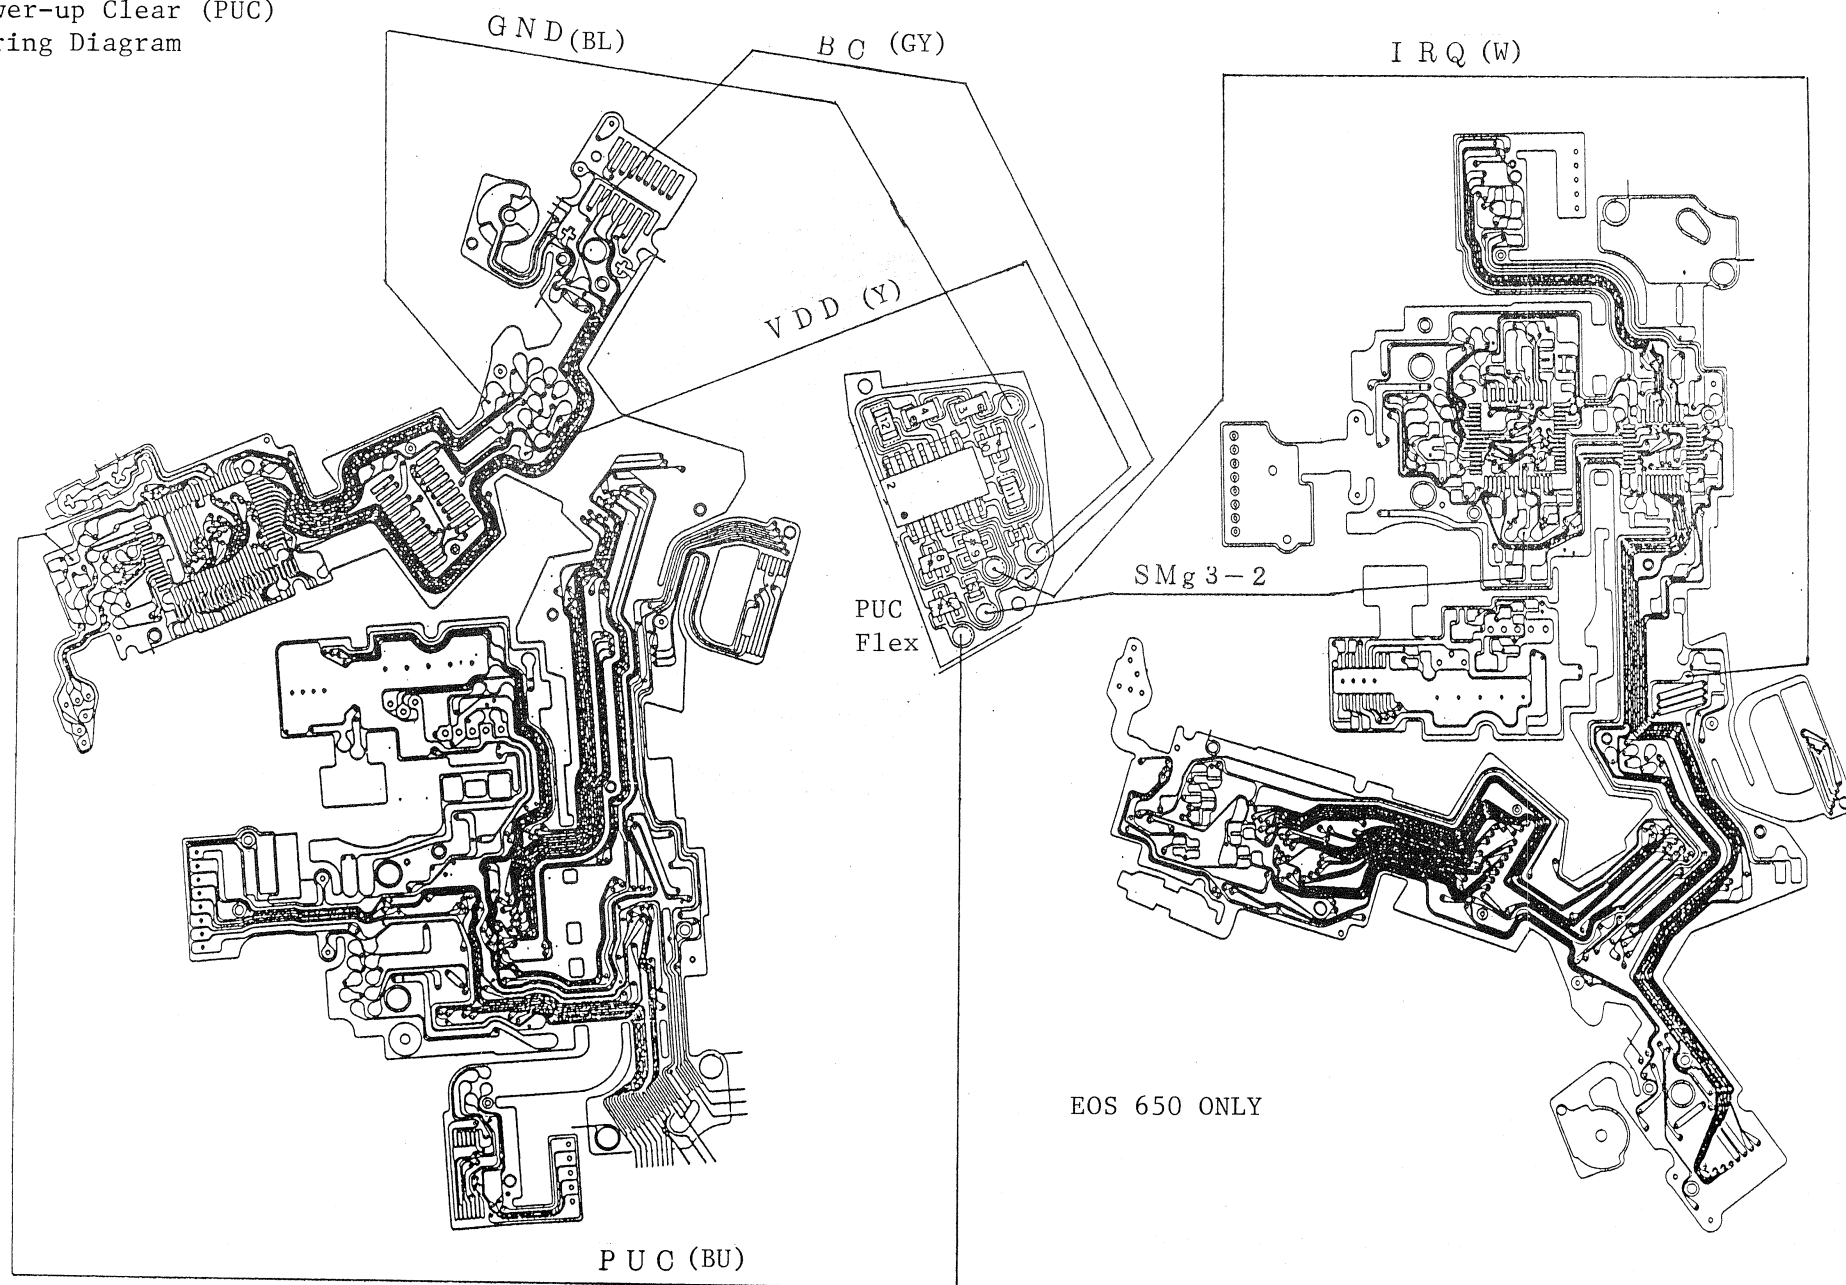 wer-up Clear (PUC)
ring Diagram
GND (BL)
BC (GY)
IRQ (W)
VDD (Y)
SMg3-2
PUC
Flex
EOS 650 ONLY
PUC (BU)